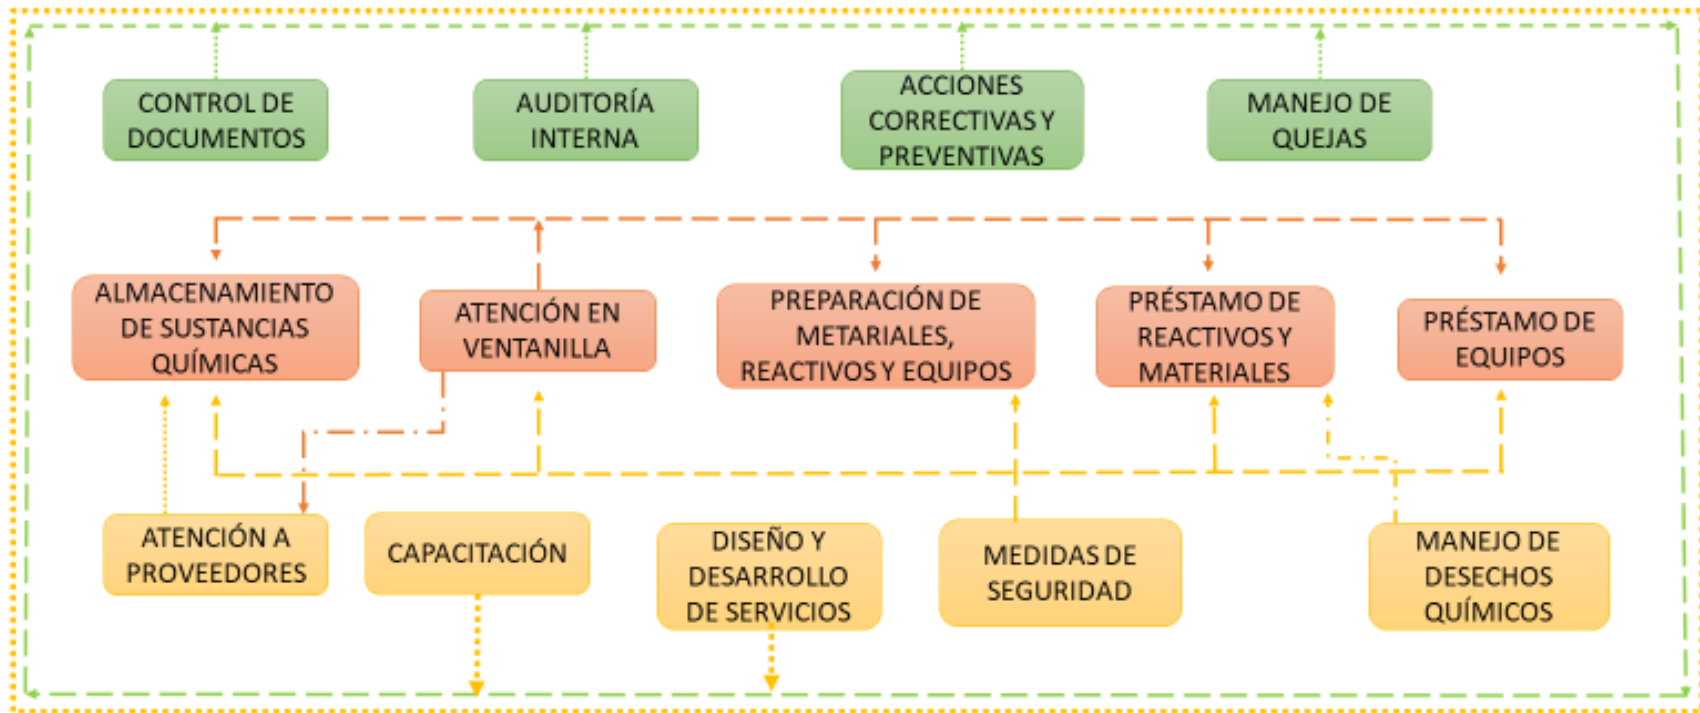 CONTROL DE
DOCUMENTOS
AUDITORÍA
INTERNA
ACCIONES
CORRECTIVAS Y
PREVENTIVAS
MANEJO DE
QUEJAS
ALMACENAMIENTO
DE SUSTANCIAS
QUÍMICAS
ATENCIÓN EN
VENTANILLA
PREPARACIÓN DE
METARIALES,
REACTIVOS Y EQUIPOS
PRÉSTAMO DE
REACTIVOS Y
MATERIALES
PRÉSTAMO DE
EQUIPOS
ATENCIÓN A
PROVEEDORES
CAPACITACIÓN
DISEÑO Y
DESARROLLO
DE SERVICIOS
MEDIDAS DE
SEGURIDAD
MANEJO DE
DESECHOS
QUÍMICOS